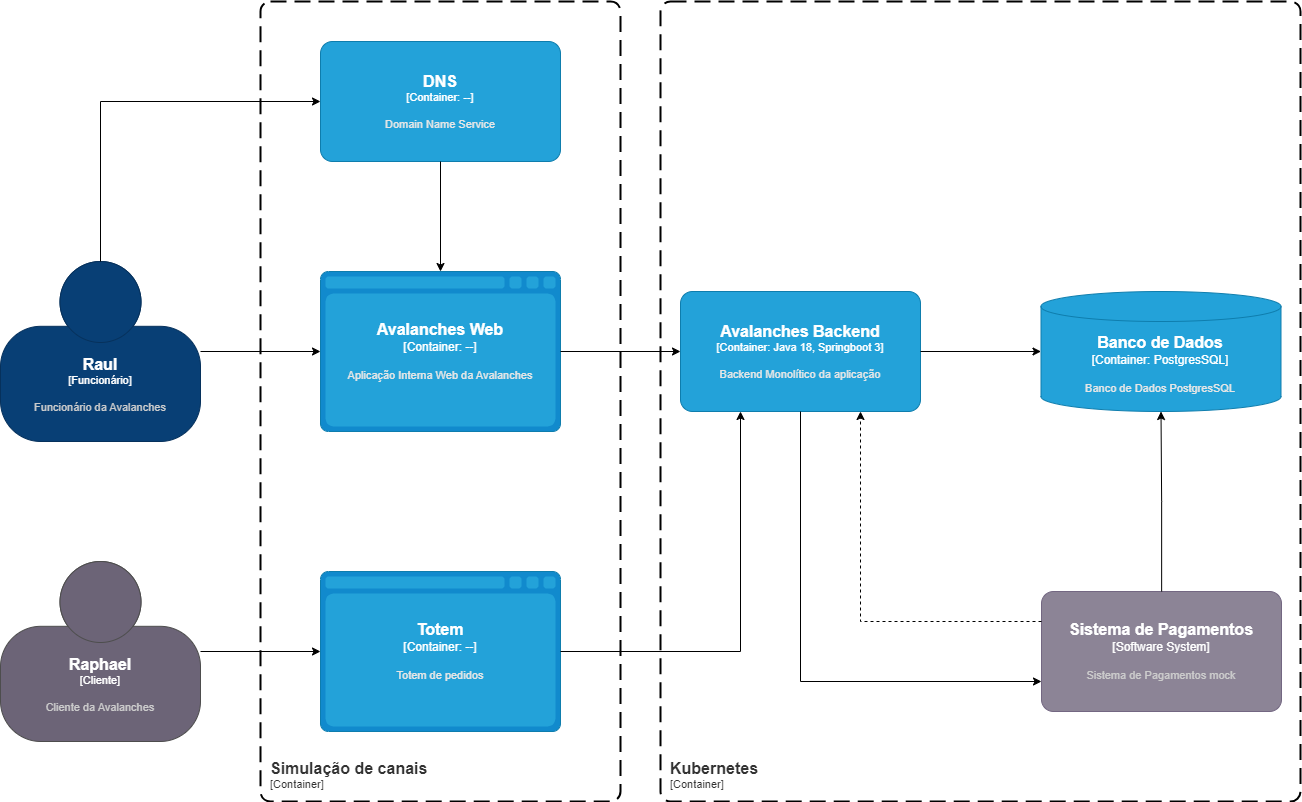 DNS
[Container: --]
Domain Name Service
Avalanches Web
[Container: --]
Aplicação Interna Web da Avalanches
Raul
[Funcionário]
Funcionário da Avalanches
Avalanches Backend
[Container: Java 18, Springboot 3]
Backend Monolítico da aplicação
Banco de Dados
[Container: PostgresSQL]
Banco de Dados PostgreSQL
Raphael
[Cliente]
Cliente da Avalanches
Totem
[Container: --]
Totem de pedidos
Sistema de Pagamentos
[Software System]
Sistema de Pagamentos mock
Simulação de canais
[Container]
Kubernetes
[Container]